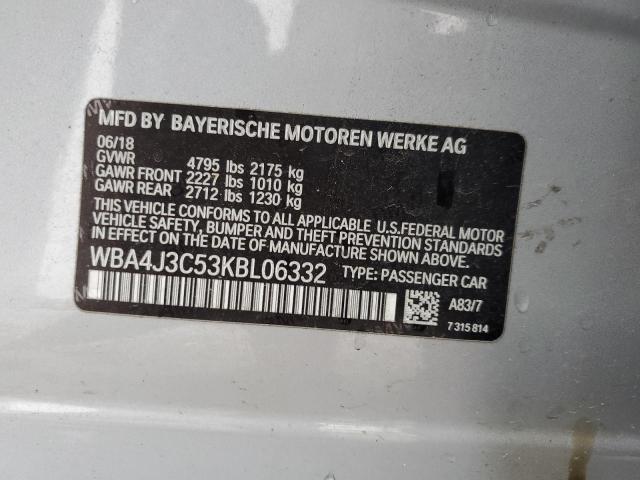 MFD BY BAYERISCHE MOTOREN WERKE AG
06/18
GVWR 4795 lbs 2175 kg
GAWR FRONT 2227 lbs 1010 kg
GAWR REAR 2712 lbs 1230 kg
THIS VEHICLE CONFORMS TO ALL APPLICABLE U.S.FEDERAL MOTOR
VEHICLE SAFETY, BUMPER AND THEFT PREVENTION STANDARDS
IN EFFECT ON THE DATE OF MANUFACTURE SHOWN ABOVE.
WBA4J3C53KBL06332 TYPE: PASSENGER CAR
A83/7
7 315 814